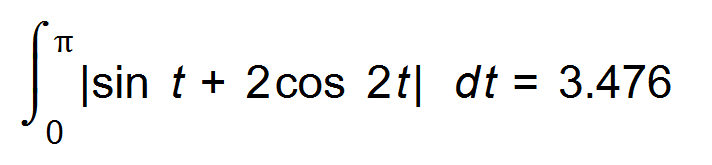 ∫₀^π |sin t + 2cos 2t| dt = 3.476